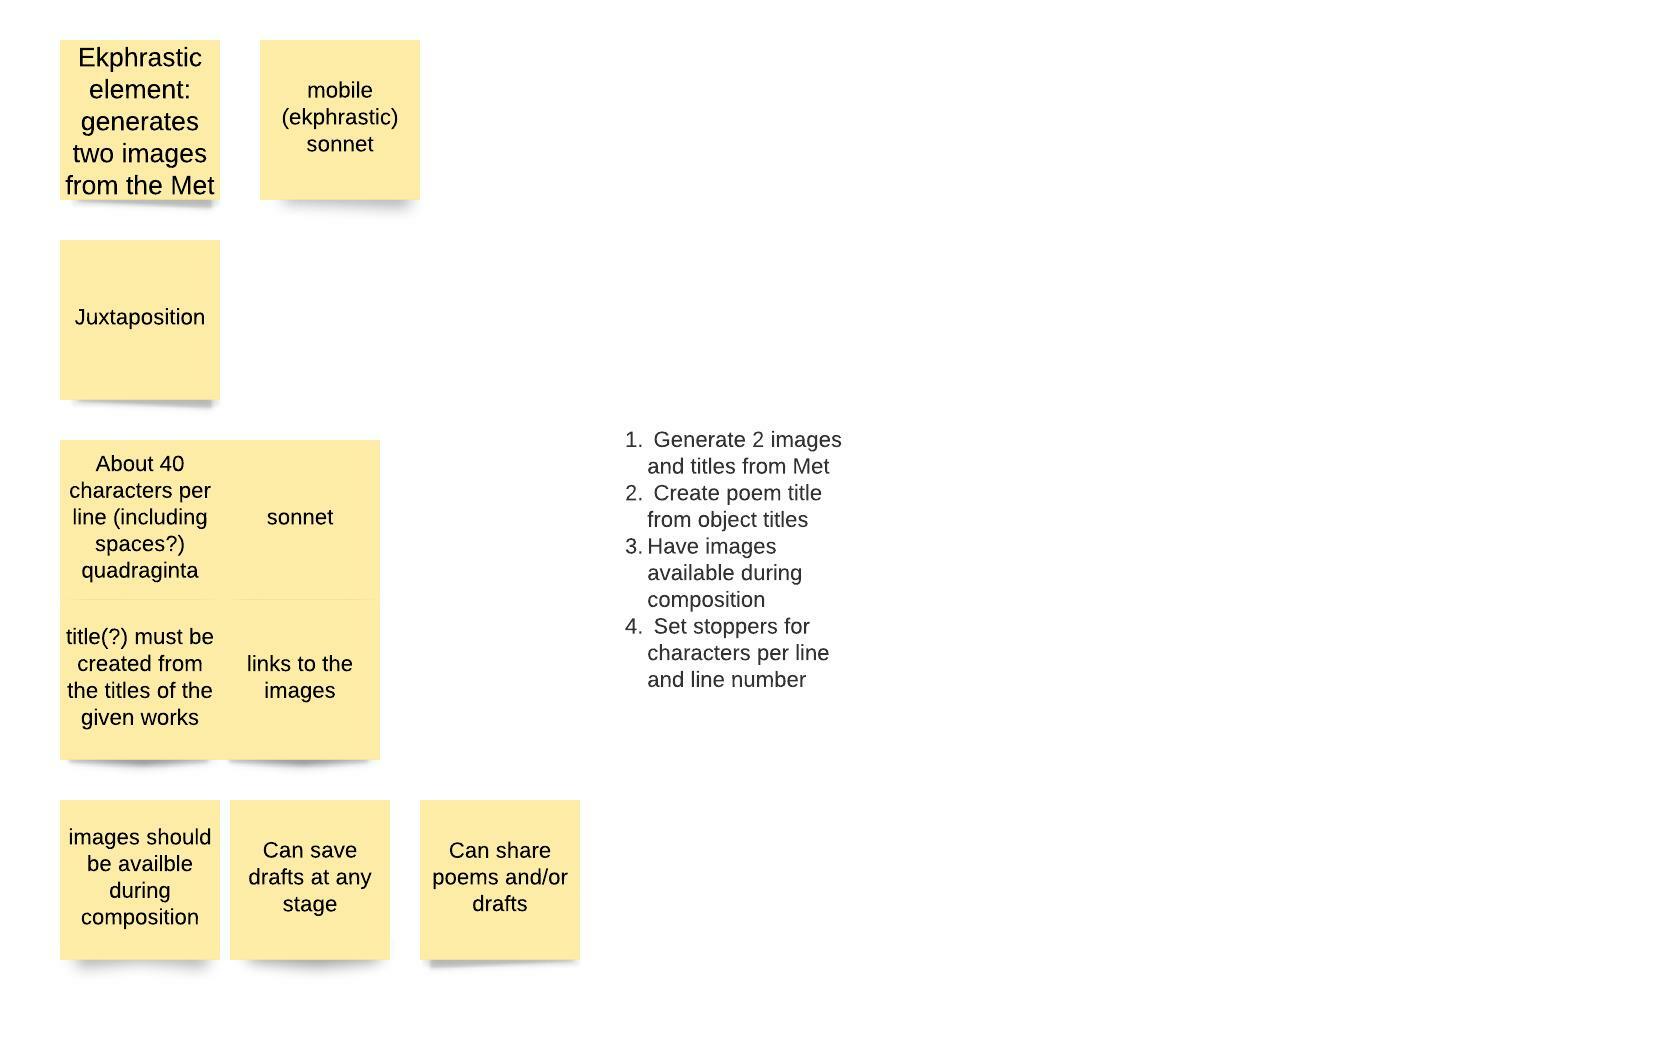 Ekphrastic
element:
generates
two images
from the Met
mobile
(ekphrastic)
sonnet
Juxtaposition
About 40
characters per
line (including
spaces?)
quadraginta
sonnet
title(?) must be
created from
the titles of the
given works
links to the
images
images should
be availble
during
composition
Can save
drafts at any
stage
Can share
poems and/or
drafts
1. Generate 2 images
and titles from Met
2. Create poem title
from object titles
3. Have images
available during
composition
4. Set stoppers for
characters per line
and line number